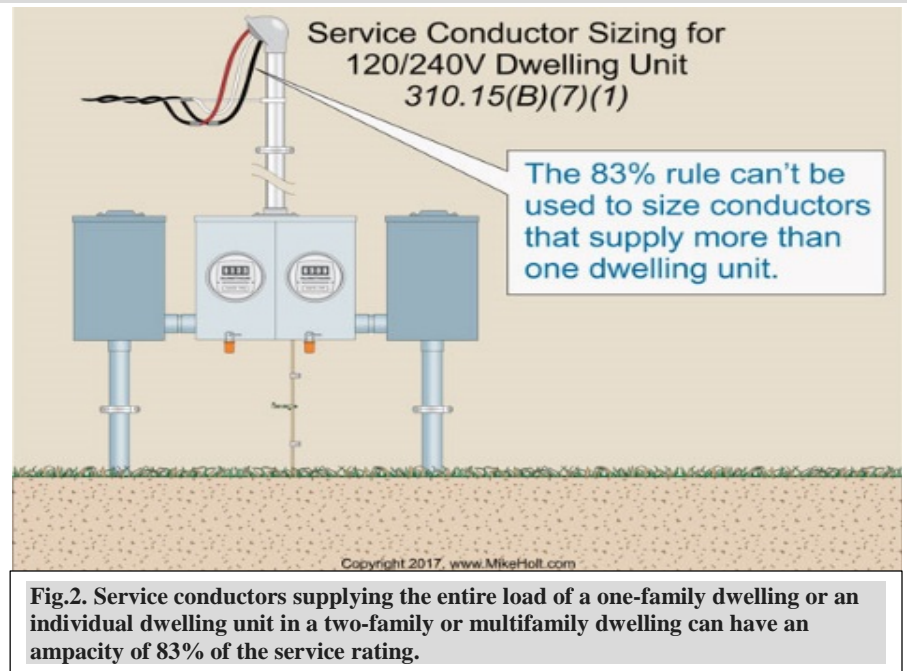 Service Conductor Sizing for
120/240V Dwelling Unit
310.15(B)(7)(1)
The 83% rule can't be
used to size conductors
that supply more than
one dwelling unit.
Copyright 2017, www.MikeHolt.com
Fig.2. Service conductors supplying the entire load of a one-family dwelling or an
individual dwelling unit in a two-family or multifamily dwelling can have an
ampacity of 83% of the service rating.